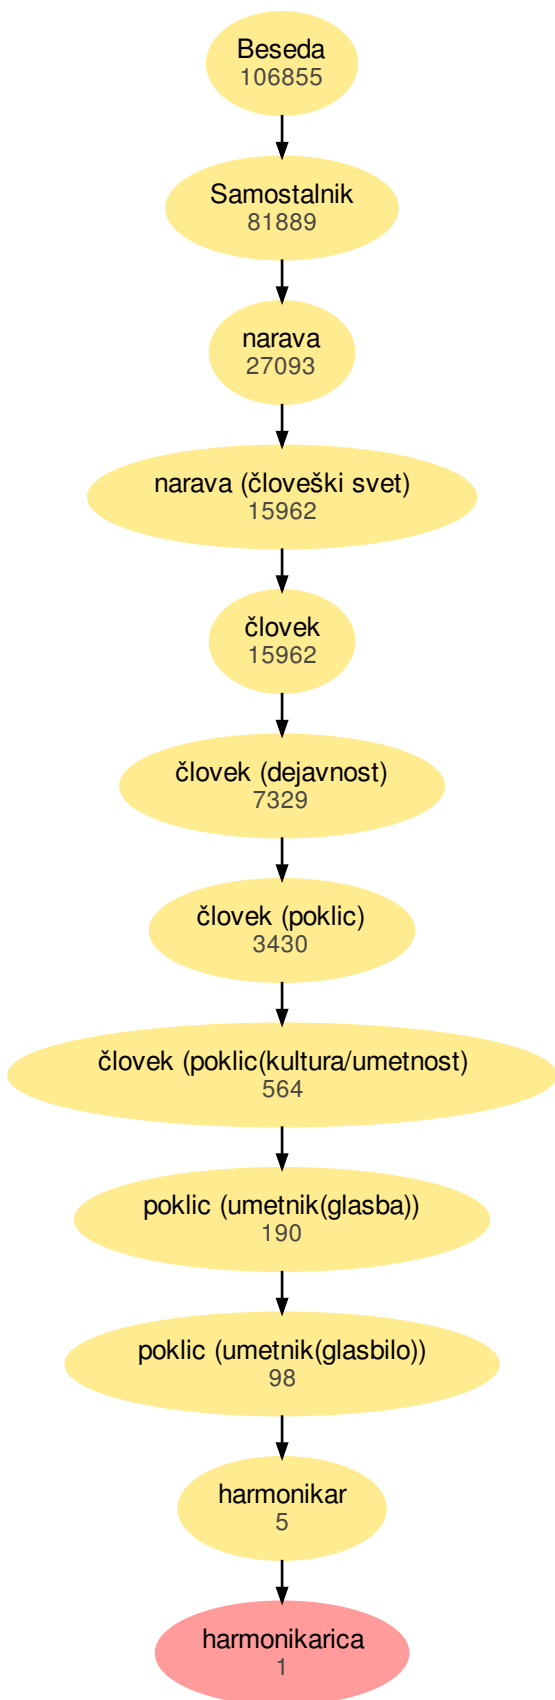 Beseda
106855
Samostalnik
81889
narava
27093
narava (človeški svet)
15962
človek
15962
človek (dejavnost)
7329
človek (poklic)
3430
človek (poklic(kultura/umetnost)
564
poklic (umetnik(glasba))
190
poklic (umetnik(glasbilo))
98
harmonikar
5
harmonikarica
1